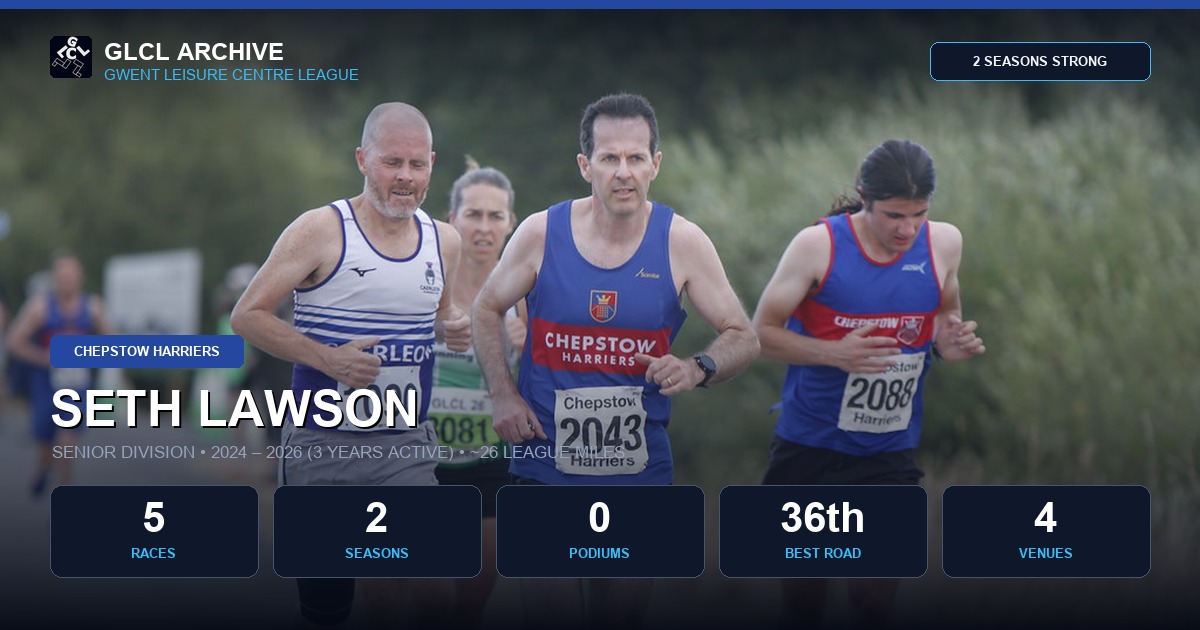 GLCL ARCHIVE
GWENT LEISURE CENTRE LEAGUE
2 SEASONS STRONG
CHEPSTOW
HARRIERS
CHEPSTOW
Chepstow
2043
Harriers
2088
Harriers
GLCL 26
CHEPSTOW HARRIERS
SETH LAWSON
SENIOR DIVISION • 2024 – 2026 (3 YEARS ACTIVE) • ~26 LEAGUE MILES
5
RACES
2
SEASONS
0
PODIUMS
36th
BEST ROAD
4
VENUES